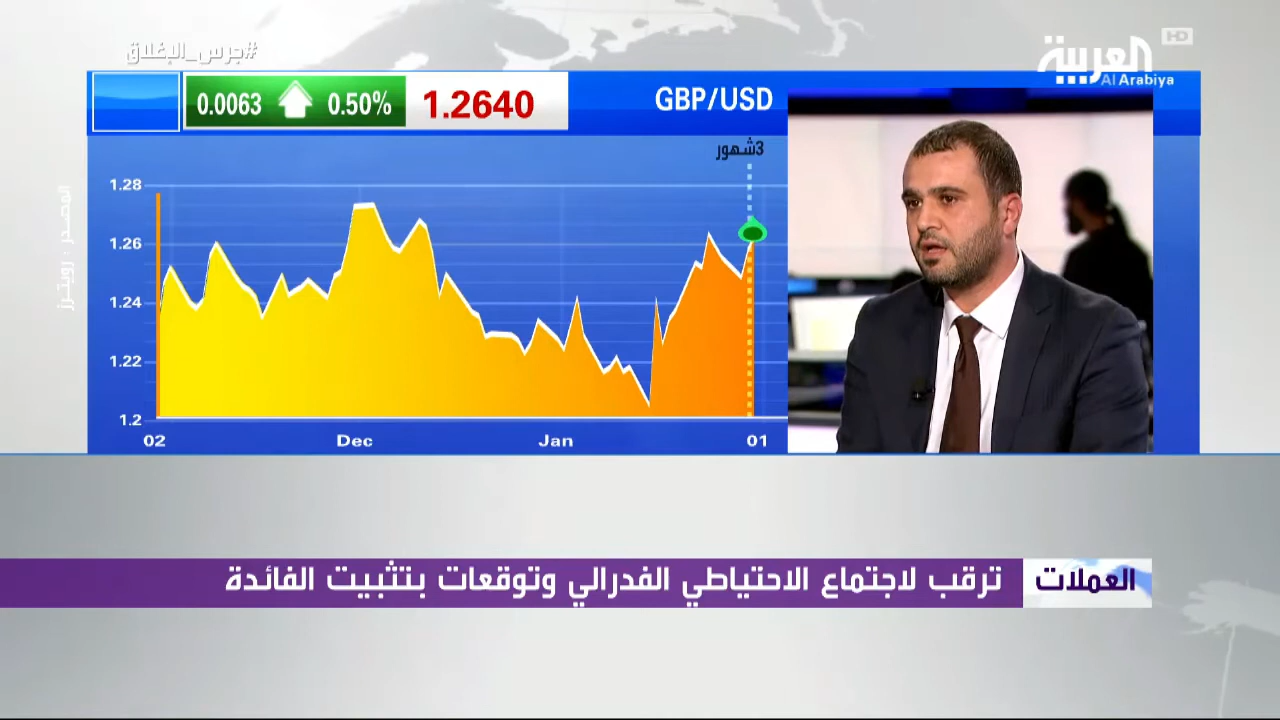 #جرس_الإغلاق
HD
العربية
Al Arabiya
0.0063 0.50% 1.2640 GBP/USD
3شهور
1.28
1.26
1.24
1.22
1.2
02 Dec Jan 01
المصدر : رويترز
العملات
ترقب لاجتماع الاحتياطي الفدرالي وتوقعات بتثبيت الفائدة